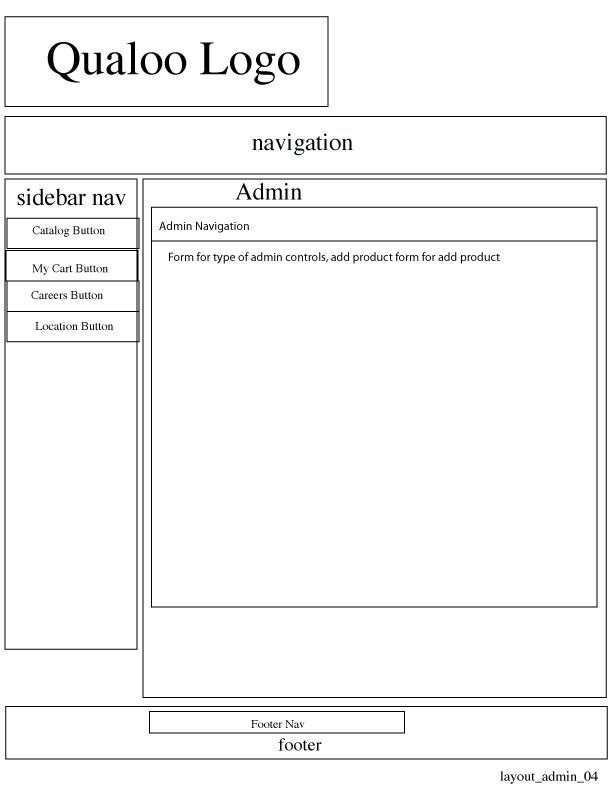 Qualoo Logo
navigation
sidebar nav
Catalog Button
My Cart Button
Careers Button
Location Button
Admin
Admin Navigation
Form for type of admin controls, add product form for add product
Footer Nav
footer
layout_admin_04